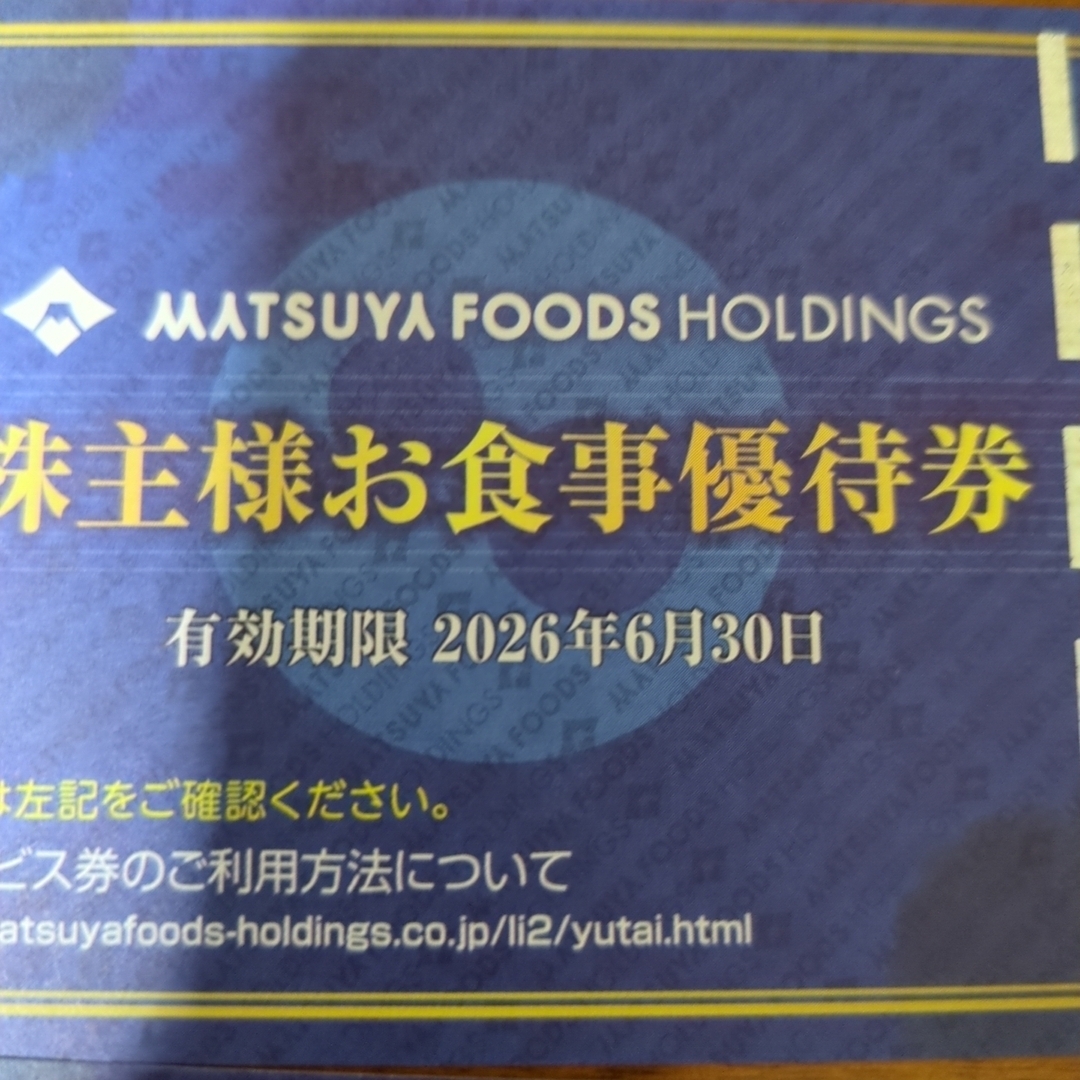 MATSUYA FOODS HOLDINGS
株主様お食事優待券
有効期限 2026年6月30日
は左記をご確認ください。
ビス券のご利用方法について
atsuyafoods-holdings.co.jp/li2/yutai.html